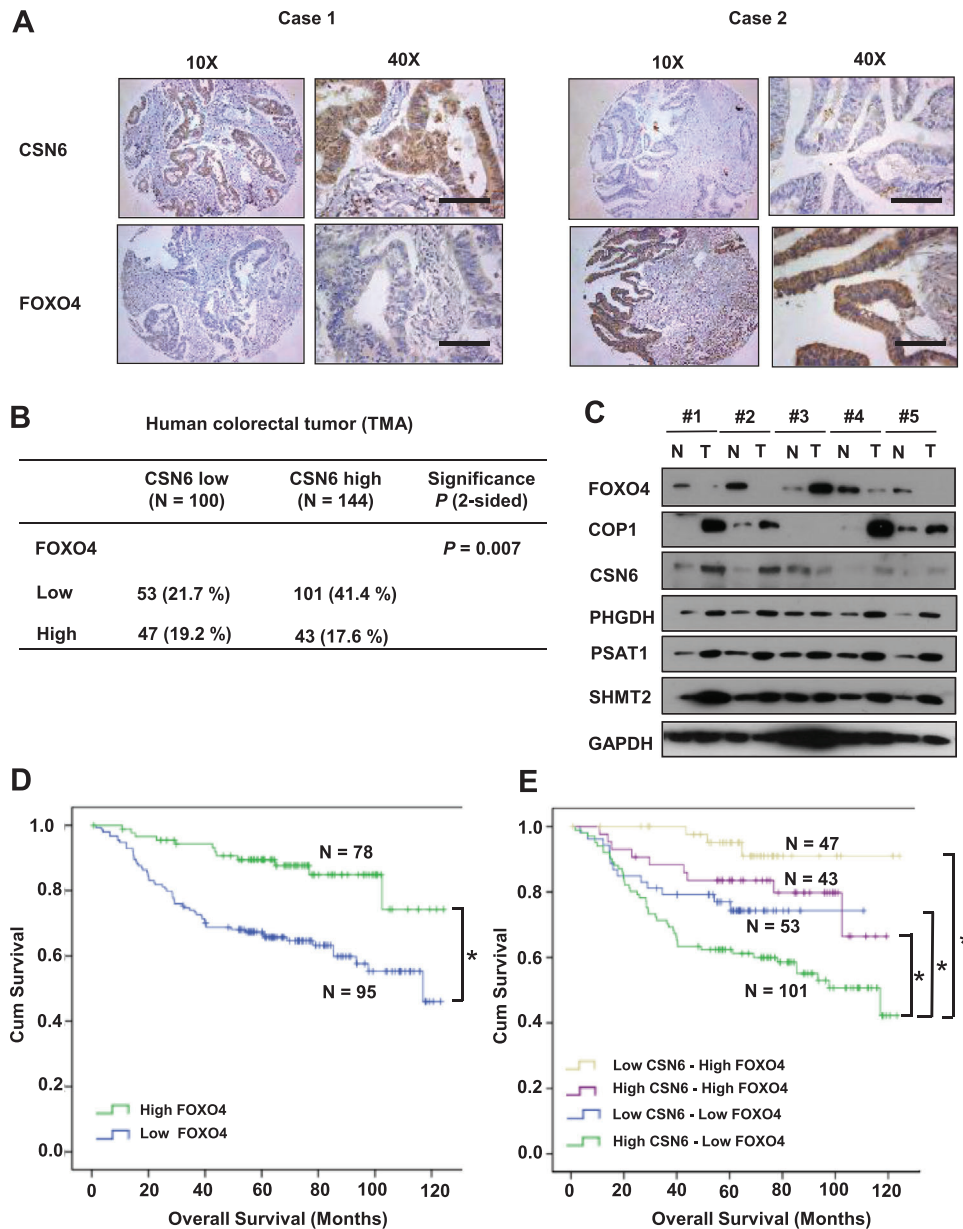 A
Case 1
Case 2
10X
40X
10X
40X
CSN6
FOXO4
B
Human colorectal tumor (TMA)
CSN6 low
(N = 100)
CSN6 high
(N = 144)
Significance
P (2-sided)
FOXO4
P = 0.007
Low
53 (21.7 %)
101 (41.4 %)
High
47 (19.2 %)
43 (17.6 %)
C
#1 #2 #3 #4 #5
N T N T N T N T N T
FOXO4
COP1
CSN6
PHGDH
PSAT1
SHMT2
GAPDH
D
Cum Survival
1.0
0.8
0.6
0.4
0.2
0.0
N = 78
N = 95
*
High FOXO4
Low FOXO4
0 20 40 60 80 100 120
Overall Survival (Months)
E
Cum Survival
1.0
0.8
0.6
0.4
0.2
0.0
N = 47
N = 43
N = 53
N = 101
* * *
Low CSN6 - High FOXO4
High CSN6 - High FOXO4
Low CSN6 - Low FOXO4
High CSN6 - Low FOXO4
0 20 40 60 80 100 120
Overall Survival (Months)